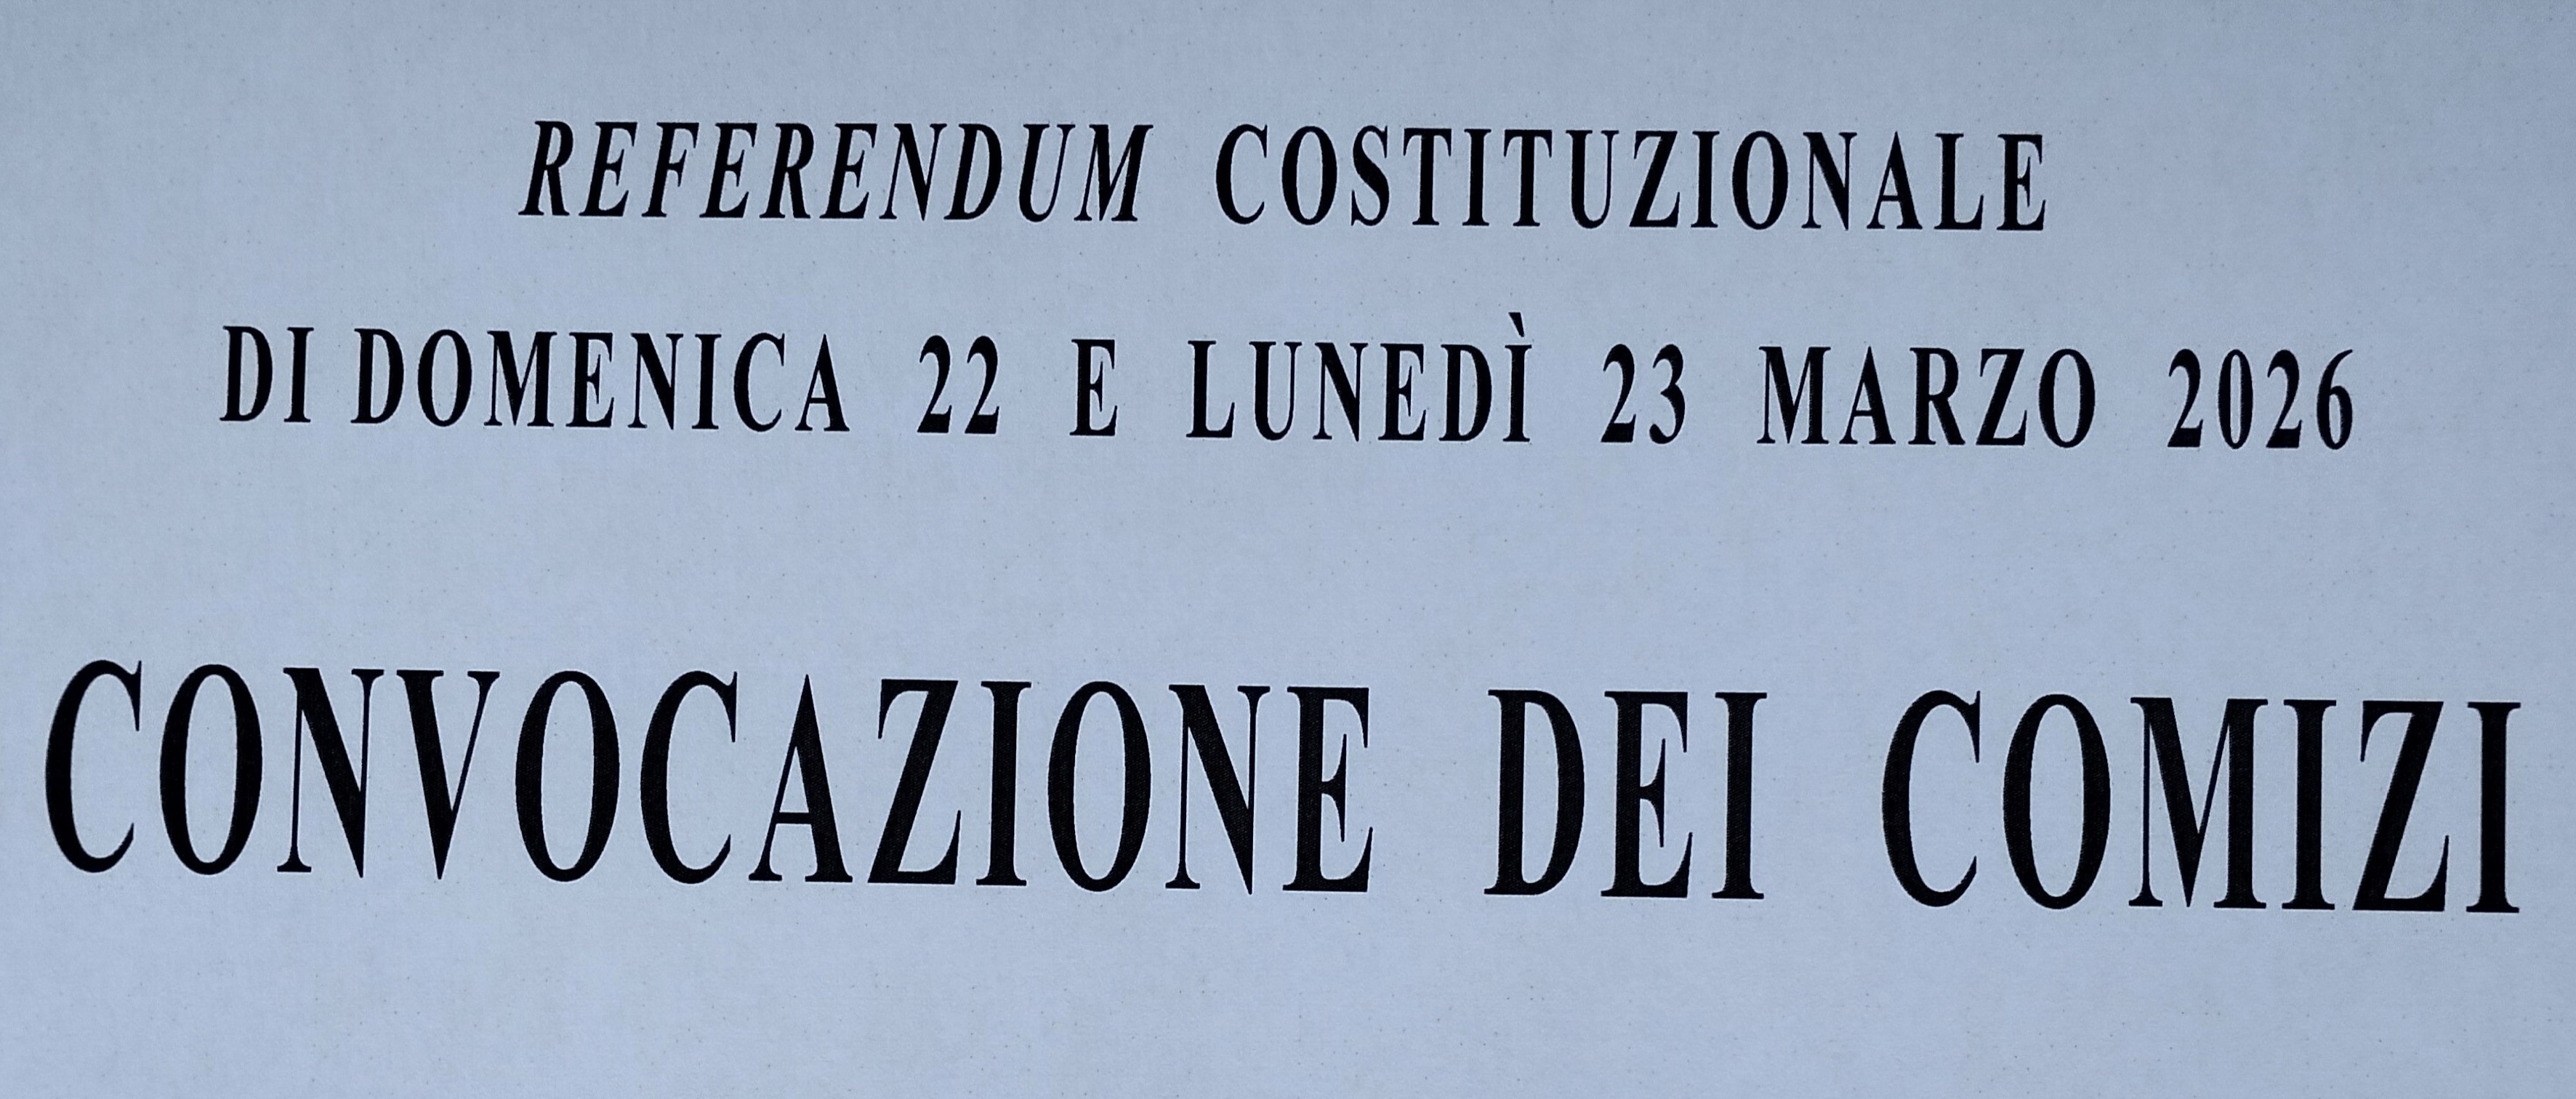 REFERENDUM COSTITUZIONALE
DI DOMENICA 22 E LUNEDÌ 23 MARZO 2026
CONVOCAZIONE DEI COMIZI